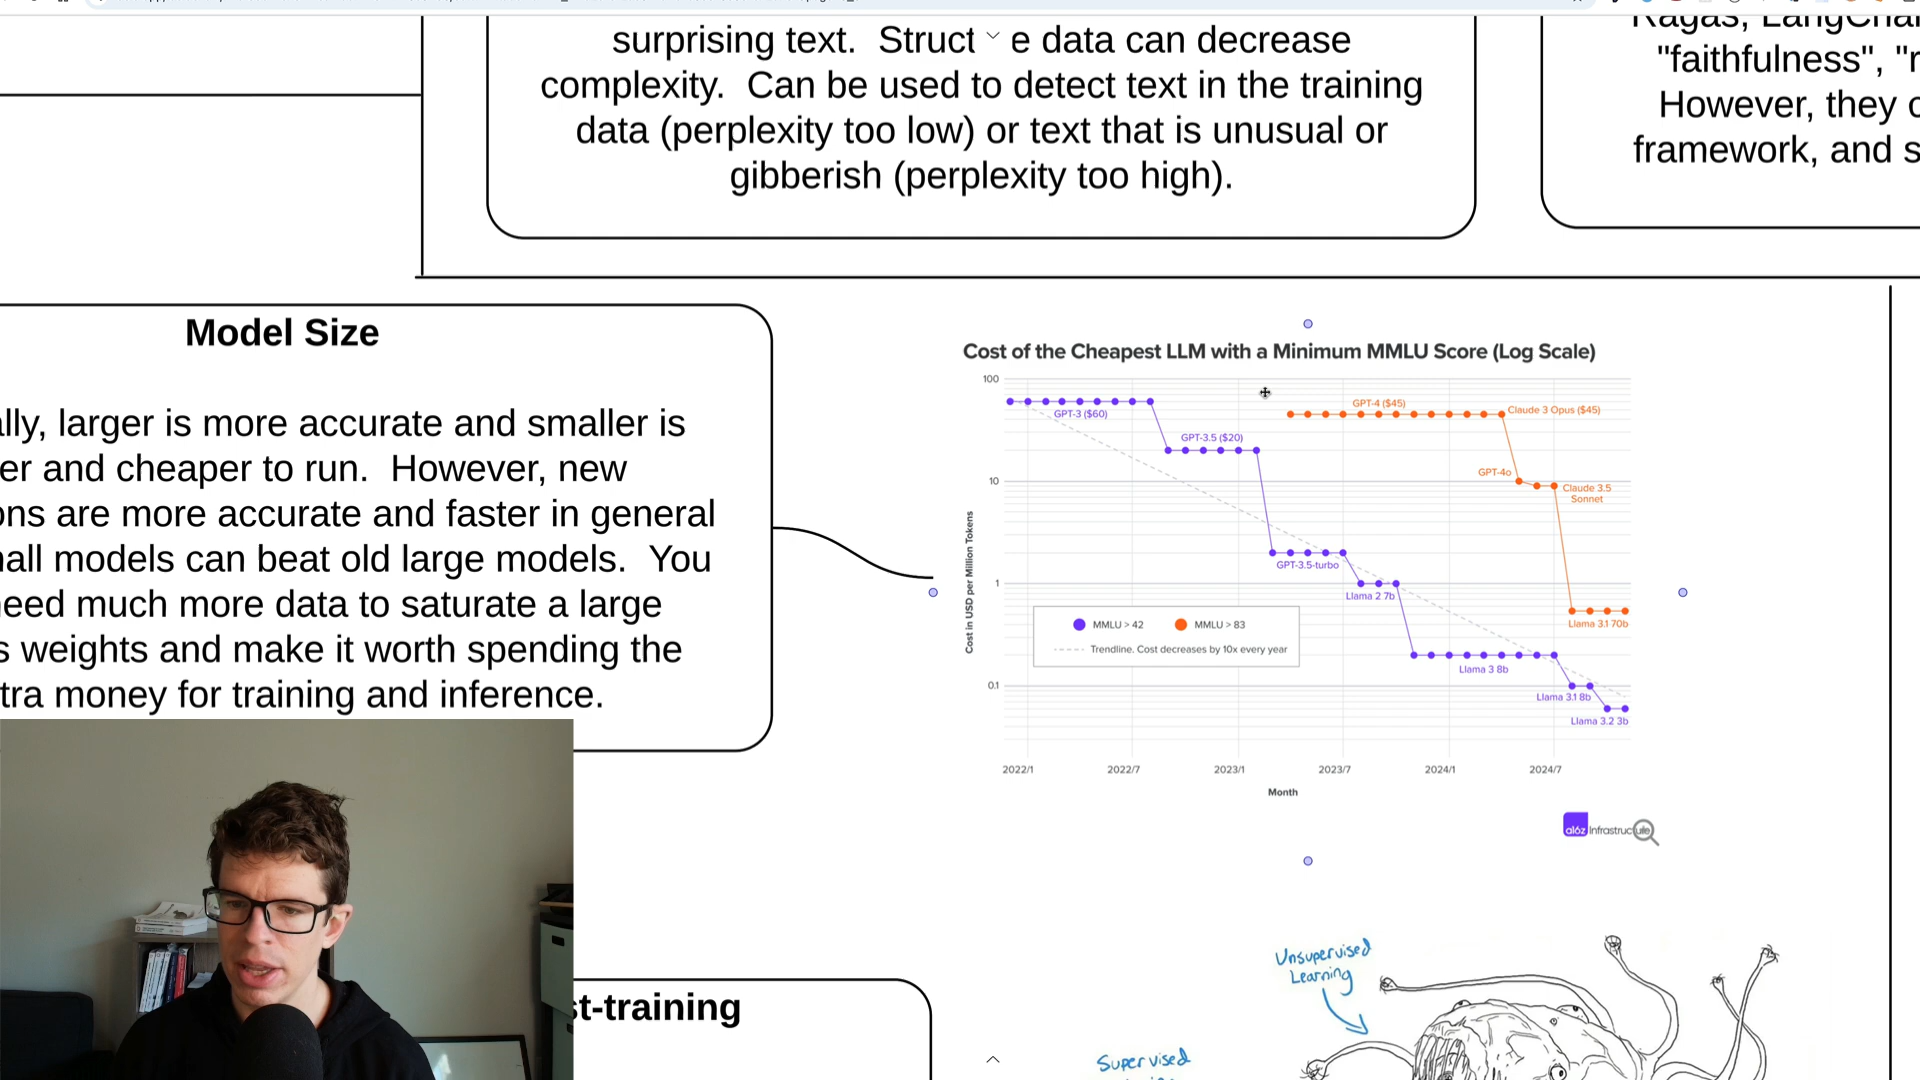 surprising text.  Struct e data can decrease
complexity.  Can be used to detect text in the training
data (perplexity too low) or text that is unusual or
gibberish (perplexity too high).
Ragas, LangChai
"faithfulness", "r
However, they c
framework, and s
Model Size
ally, larger is more accurate and smaller is
er and cheaper to run.  However, new
ons are more accurate and faster in general
nall models can beat old large models.  You
need much more data to saturate a large
s weights and make it worth spending the
tra money for training and inference.
Cost of the Cheapest LLM with a Minimum MMLU Score (Log Scale)
100
10
1
0.1
Cost in USD per Million Tokens
GPT-3 ($60)
GPT-3.5 ($20)
GPT-4 ($45)
Claude 3 Opus ($45)
GPT-4o
Claude 3.5
Sonnet
GPT-3.5-turbo
Llama 2 7b
Llama 3.1 70b
Llama 3 8b
Llama 3.1 8b
Llama 3.2 3b
MMLU > 42
MMLU > 83
Trendline. Cost decreases by 10x every year
2022/1
2022/7
2023/1
2023/7
2024/1
2024/7
Month
a16z Infrastructure
st-training
Unsupervised
Learning
Supervised